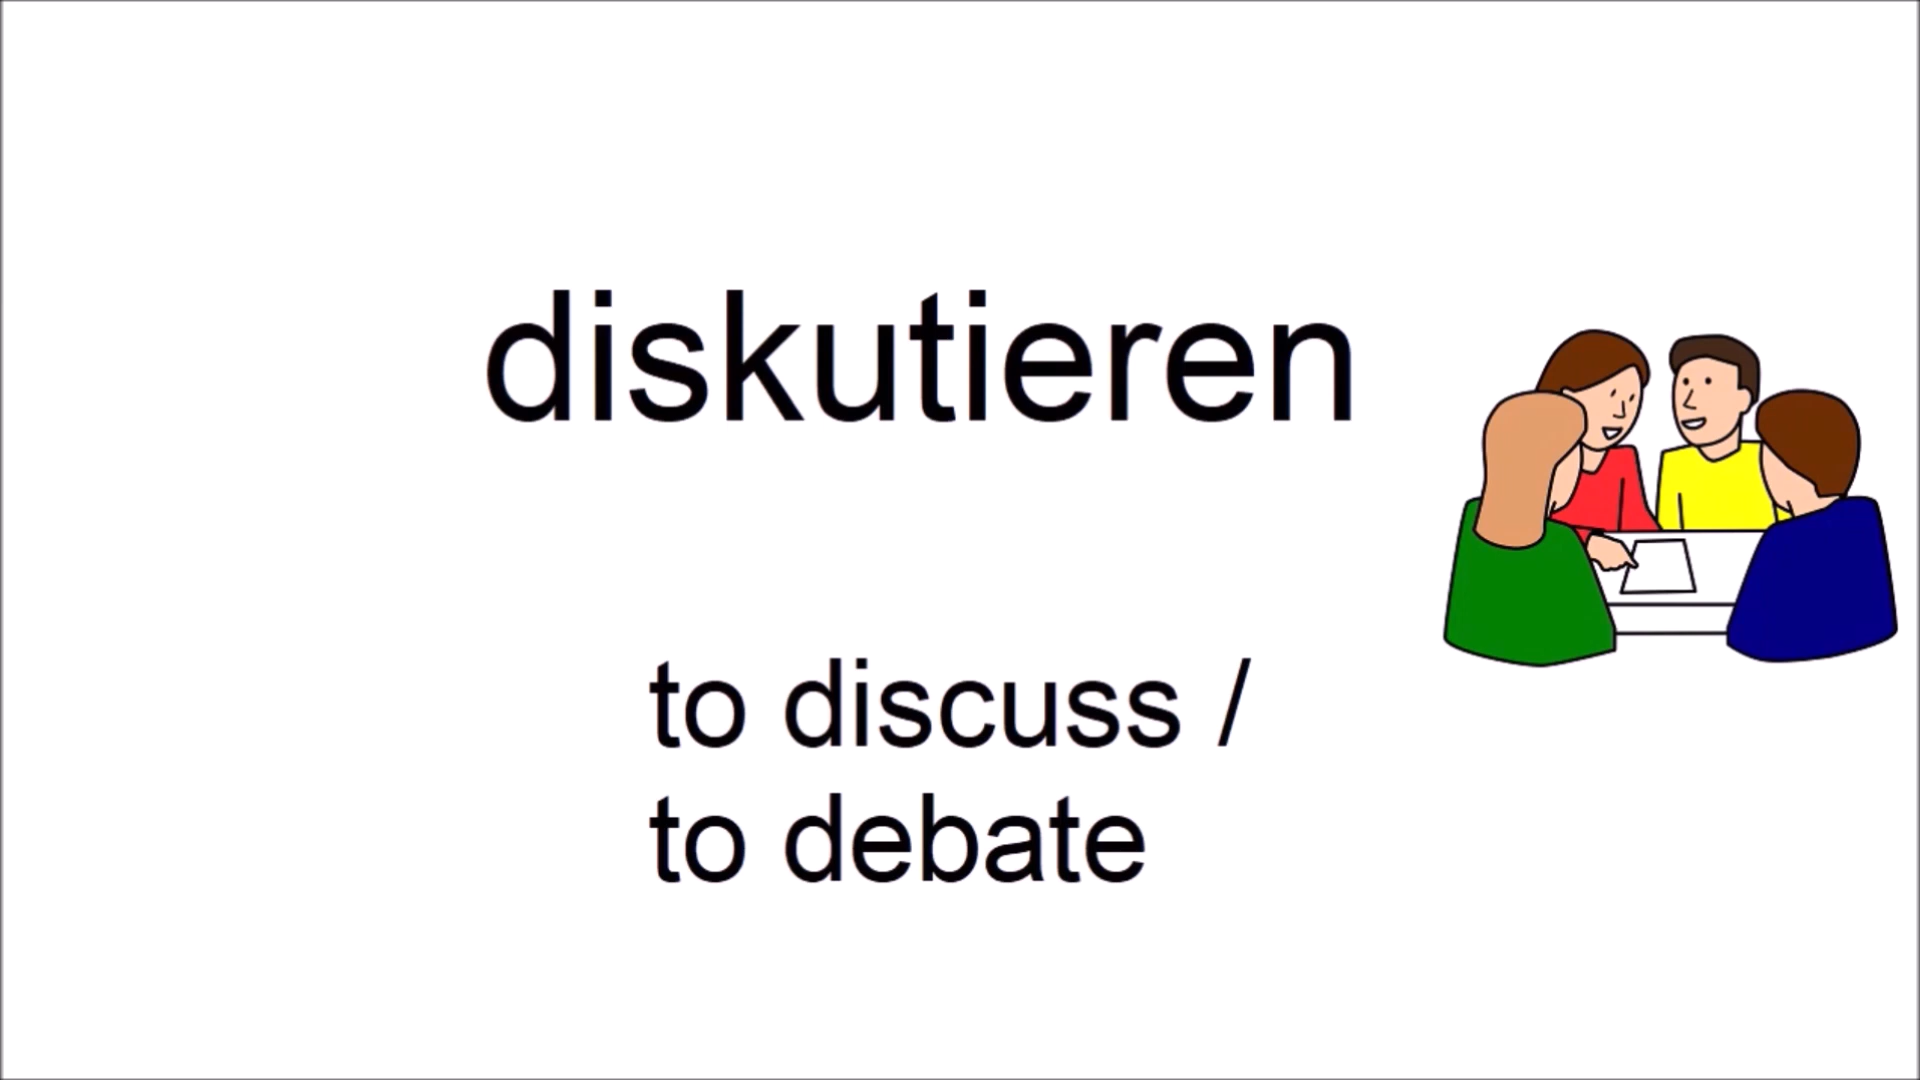 diskutieren
to discuss /
to debate